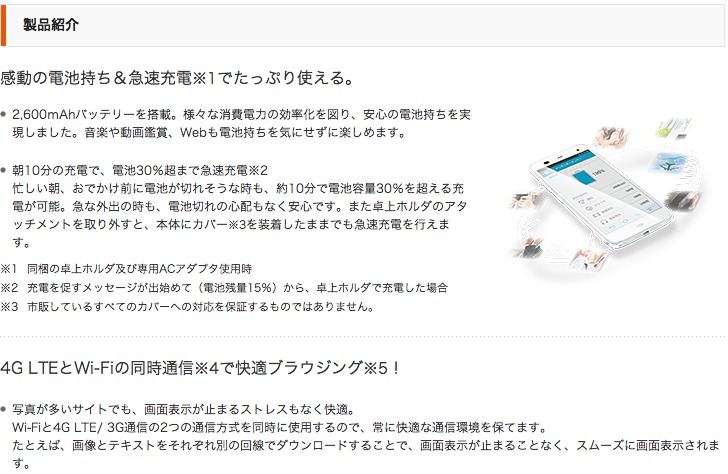 製品紹介
感動の電池持ち＆急速充電※1でたっぷり使える。
2,600mAhバッテリーを搭載。様々な消費電力の効率化を図り、安心の電池持ちを実
現しました。音楽や動画鑑賞、Webも電池持ちを気にせずに楽しめます。
朝10分の充電で、電池30%超まで急速充電※2
忙しい朝、おでかけ前に電池が切れそうな時も、約10分で電池容量30%を超える充
電が可能。急な外出の時も、電池切れの心配もなく安心です。また卓上ホルダのアタ
ッチメントを取り外すと、本体にカバー※3を装着したままでも急速充電を行えま
す。
※1 同梱の卓上ホルダ及び専用ACアダプタ使用時
※2 充電を促すメッセージが出始めて（電池残量15%）から、卓上ホルダで充電した場合
※3 市販しているすべてのカバーへの対応を保証するものではありません。
4G LTEとWi-Fiの同時通信※4で快適ブラウジング※5！
写真が多いサイトでも、画面表示が止まるストレスもなく快適。
Wi-Fiと4G LTE/ 3G通信の2つの通信方式を同時に使用するので、常に快適な通信環境を保てます。
たとえば、画像とテキストをそれぞれ別の回線でダウンロードすることで、画面表示が止まることなく、スムーズに画面表示されま
す。